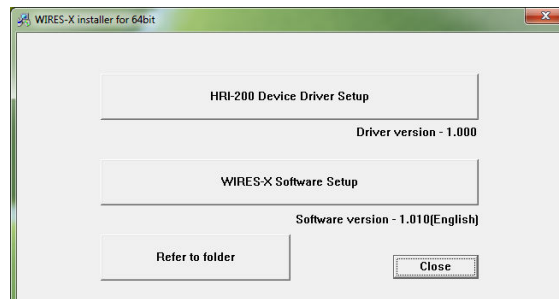 WIRES-X installer for 64bit
HRI-200 Device Driver Setup
Driver version - 1.000
WIRES-X Software Setup
Software version - 1.010(English)
Refer to folder
Close